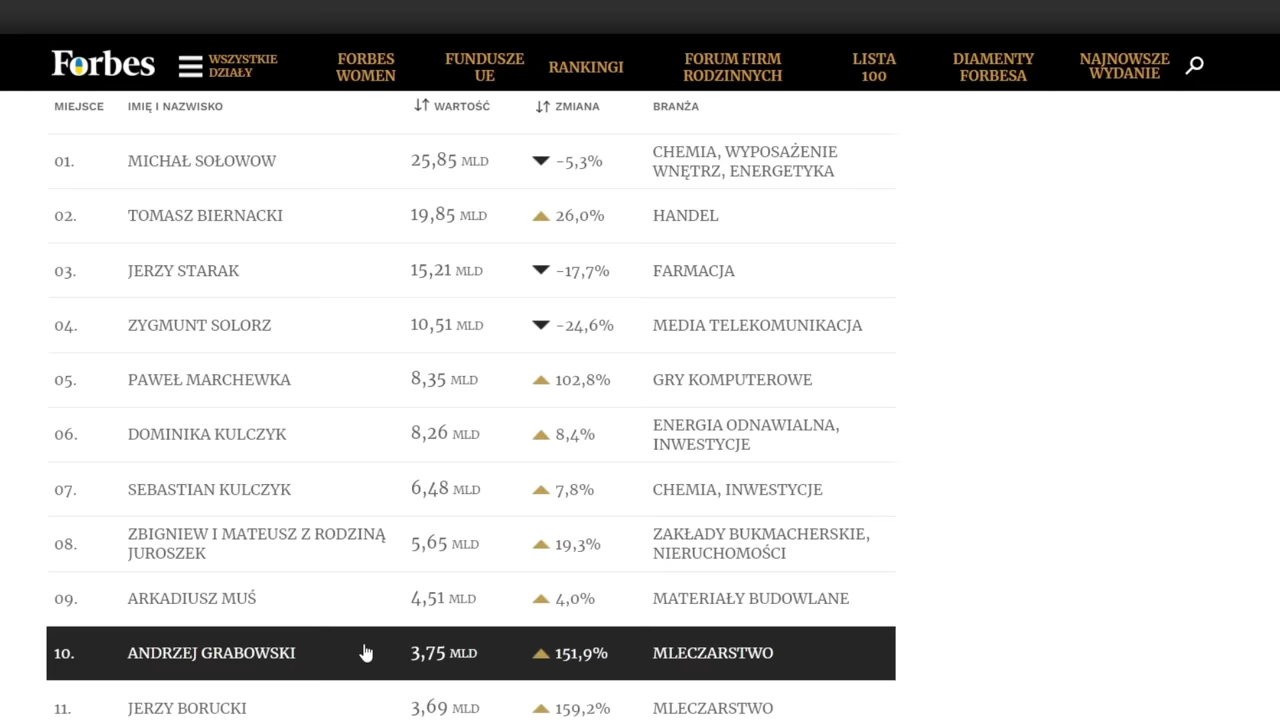 Forbes
WSZYSTKIE
DZIAŁY
FORBES
WOMEN
FUNDUSZE
UE
RANKINGI
FORUM FIRM
RODZINNYCH
LISTA
100
DIAMENTY
FORBESA
NAJNOWSZE
WYDANIE
MIEJSCE IMIĘ I NAZWISKO WARTOŚĆ ZMIANA BRANŻA
01. MICHAŁ SOŁOWOW 25,85 MLD -5,3% CHEMIA, WYPOSAŻENIE
WNĘTRZ, ENERGETYKA
02. TOMASZ BIERNACKI 19,85 MLD 26,0% HANDEL
03. JERZY STARAK 15,21 MLD -17,7% FARMACJA
04. ZYGMUNT SOLORZ 10,51 MLD -24,6% MEDIA TELEKOMUNIKACJA
05. PAWEŁ MARCHEWKA 8,35 MLD 102,8% GRY KOMPUTEROWE
06. DOMINIKA KULCZYK 8,26 MLD 8,4% ENERGIA ODNAWIALNA,
INWESTYCJE
07. SEBASTIAN KULCZYK 6,48 MLD 7,8% CHEMIA, INWESTYCJE
08. ZBIGNIEW I MATEUSZ Z RODZINĄ
JUROSZEK 5,65 MLD 19,3% ZAKŁADY BUKMACHERSKIE,
NIERUCHOMOŚCI
09. ARKADIUSZ MUŚ 4,51 MLD 4,0% MATERIAŁY BUDOWLANE
10. ANDRZEJ GRABOWSKI 3,75 MLD 151,9% MLECZARSTWO
11. JERZY BORUCKI 3,69 MLD 159,2% MLECZARSTWO